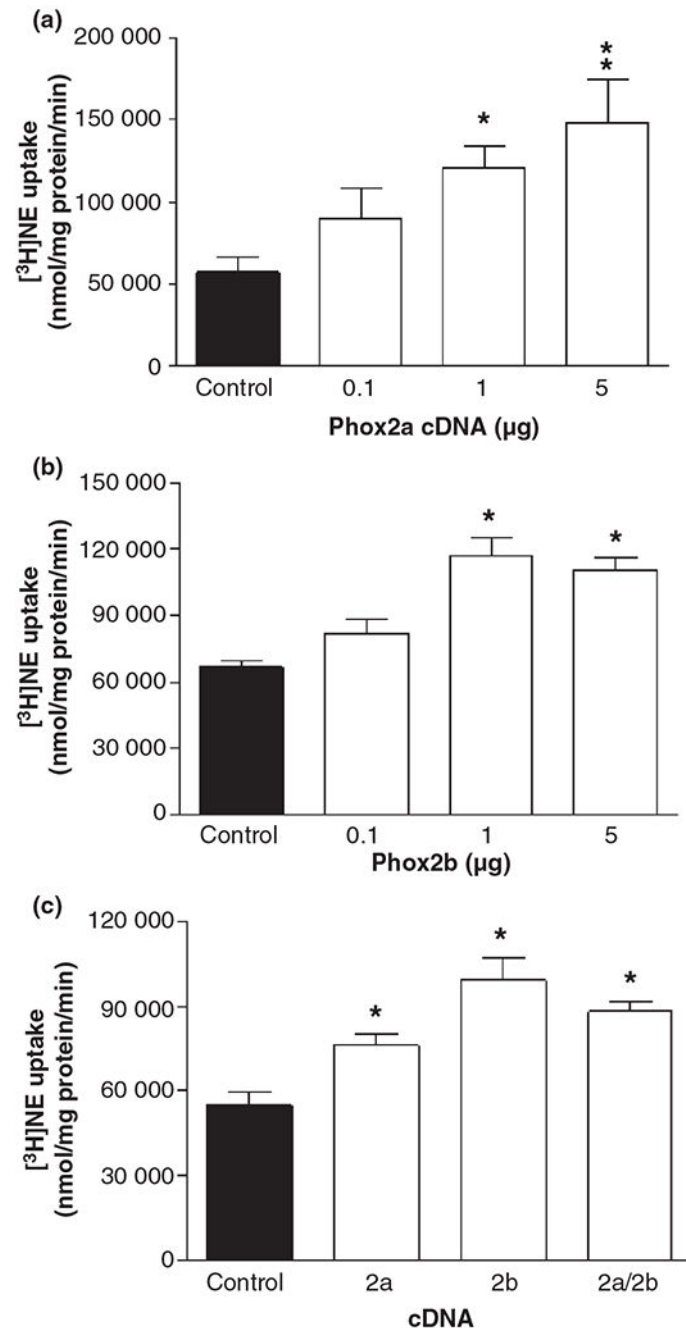 (a)
[³H]NE uptake
(nmol/mg protein/min)
200 000
150 000
100 000
50 000
0
*
*
*
Control 0.1 1 5
Phox2a cDNA (µg)
(b)
[³H]NE uptake
(nmol/mg protein/min)
150 000
120 000
90 000
60 000
30 000
0
*
*
Control 0.1 1 5
Phox2b (µg)
(c)
[³H]NE uptake
(nmol/mg protein/min)
120 000
90 000
60 000
30 000
0
*
*
*
Control 2a 2b 2a/2b
cDNA